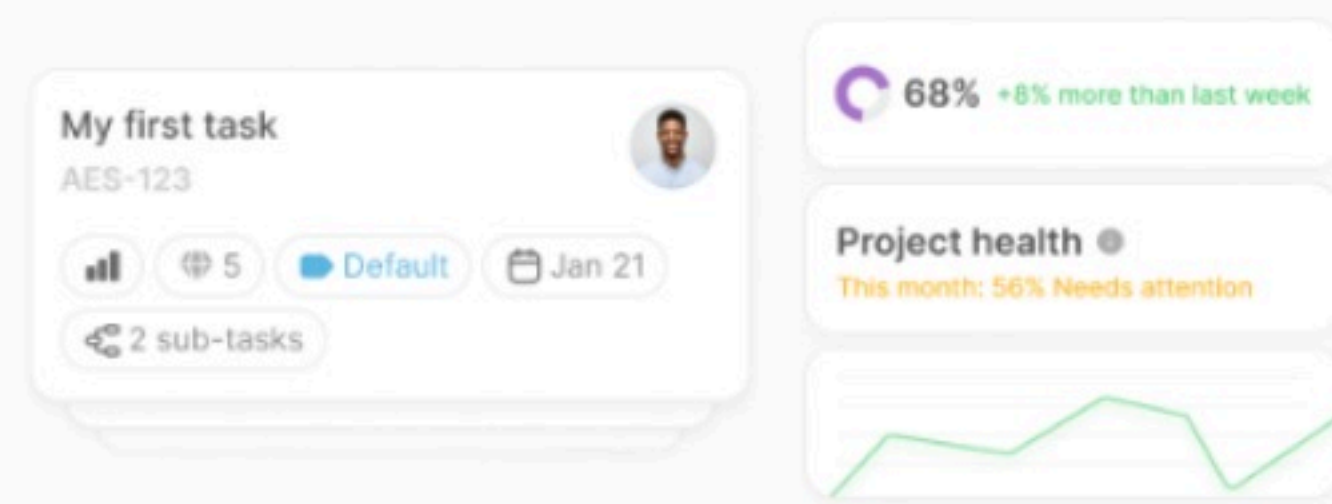 My first task
AES-123
5
Default
Jan 21
2 sub-tasks
68% +8% more than last week
Project health
This month: 56% Needs attention